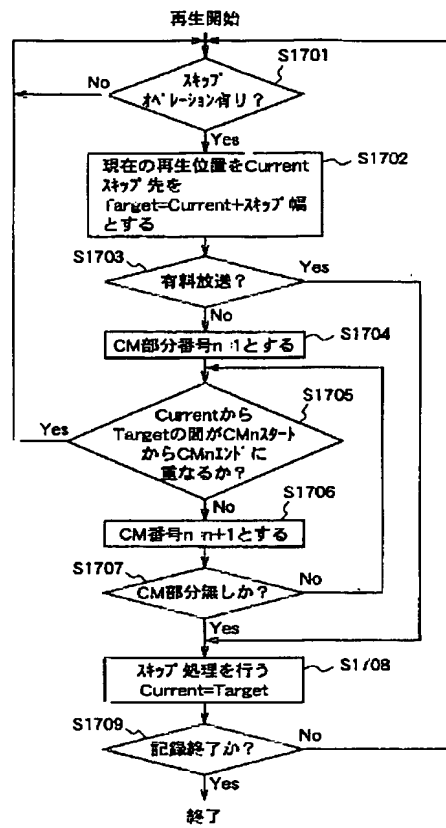 再生開始
S1701
スキップ
オペレーション有り？
No
Yes
S1702
現在の再生位置をCurrent
スキップ先を
Target=Current+スキップ幅
とする
S1703
有料放送？
Yes
No
S1704
CM部分番号n=1とする
S1705
Currentから
Targetの間がCMnスタート
からCMnエンドに
重なるか？
Yes
No
S1706
CM番号n=n+1とする
S1707
CM部分無しか？
No
Yes
S1708
スキップ処理を行う
Current=Target
S1709
記録終了か？
No
Yes
終了